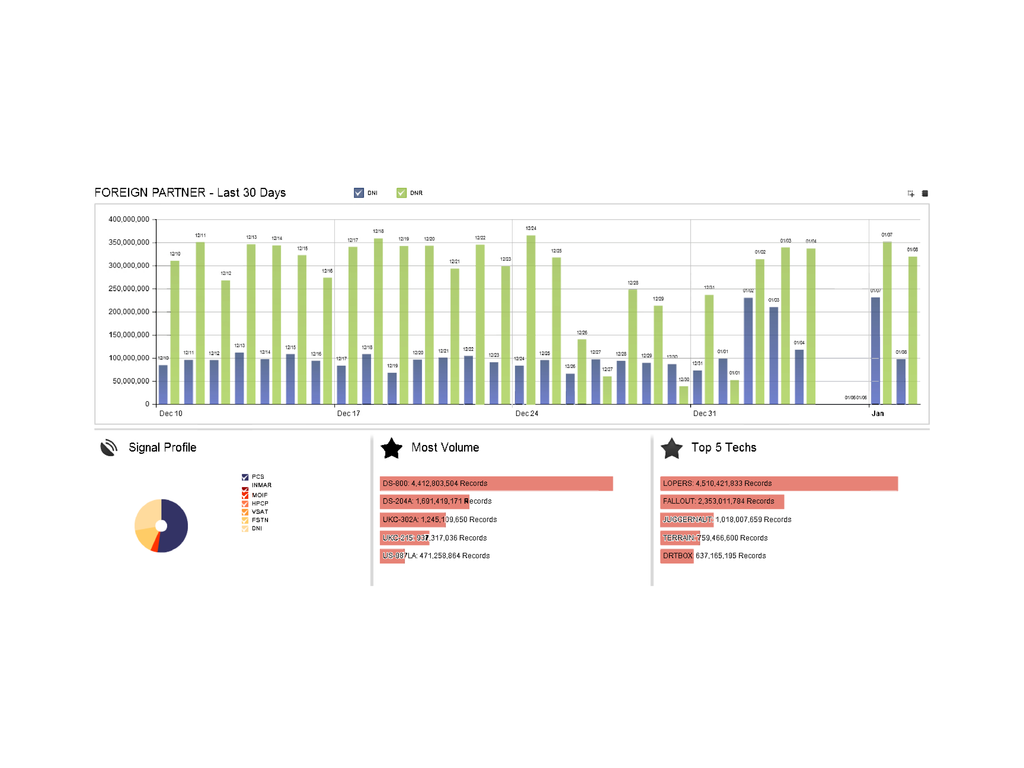 FOREIGN PARTNER - Last 30 Days
DNI
DNR
400,000,000
350,000,000
300,000,000
250,000,000
200,000,000
150,000,000
100,000,000
50,000,000
0
12/10 12/11 12/12 12/13 12/14 12/15 12/16 12/17 12/18 12/19 12/20 12/21 12/22 12/23 12/24 12/25 12/26 12/27 12/28 12/29 12/30 12/31 01/01 01/02 01/03 01/04 01/07 01/08
12/10 12/11 12/12 12/13 12/14 12/15 12/16 12/17 12/18 12/19 12/20 12/21 12/22 12/23 12/24 12/25 12/26 12/27 12/28 12/29 12/30 12/31 01/01 01/02 01/03 01/04 01/07 01/08
Dec 10
Dec 17
Dec 24
Dec 31
Jan
Signal Profile
PCS
INMAR
MOIP
HPCP
VSAT
PSTN
DNI
Most Volume
DS-800: 4,412,803,504 Records
DS-204A: 1,691,419,171 Records
UKC-302A: 1,245,109,650 Records
317,036 Records
US-987LA: 471,258,864 Records
Top 5 Techs
LOPERS: 4,510,421,833 Records
FALLOUT: 2,353,011,784 Records
JUGGERNAUT: 1,018,007,659 Records
TERRAIN: 759,466,600 Records
DRTBOX: 637,165,195 Records